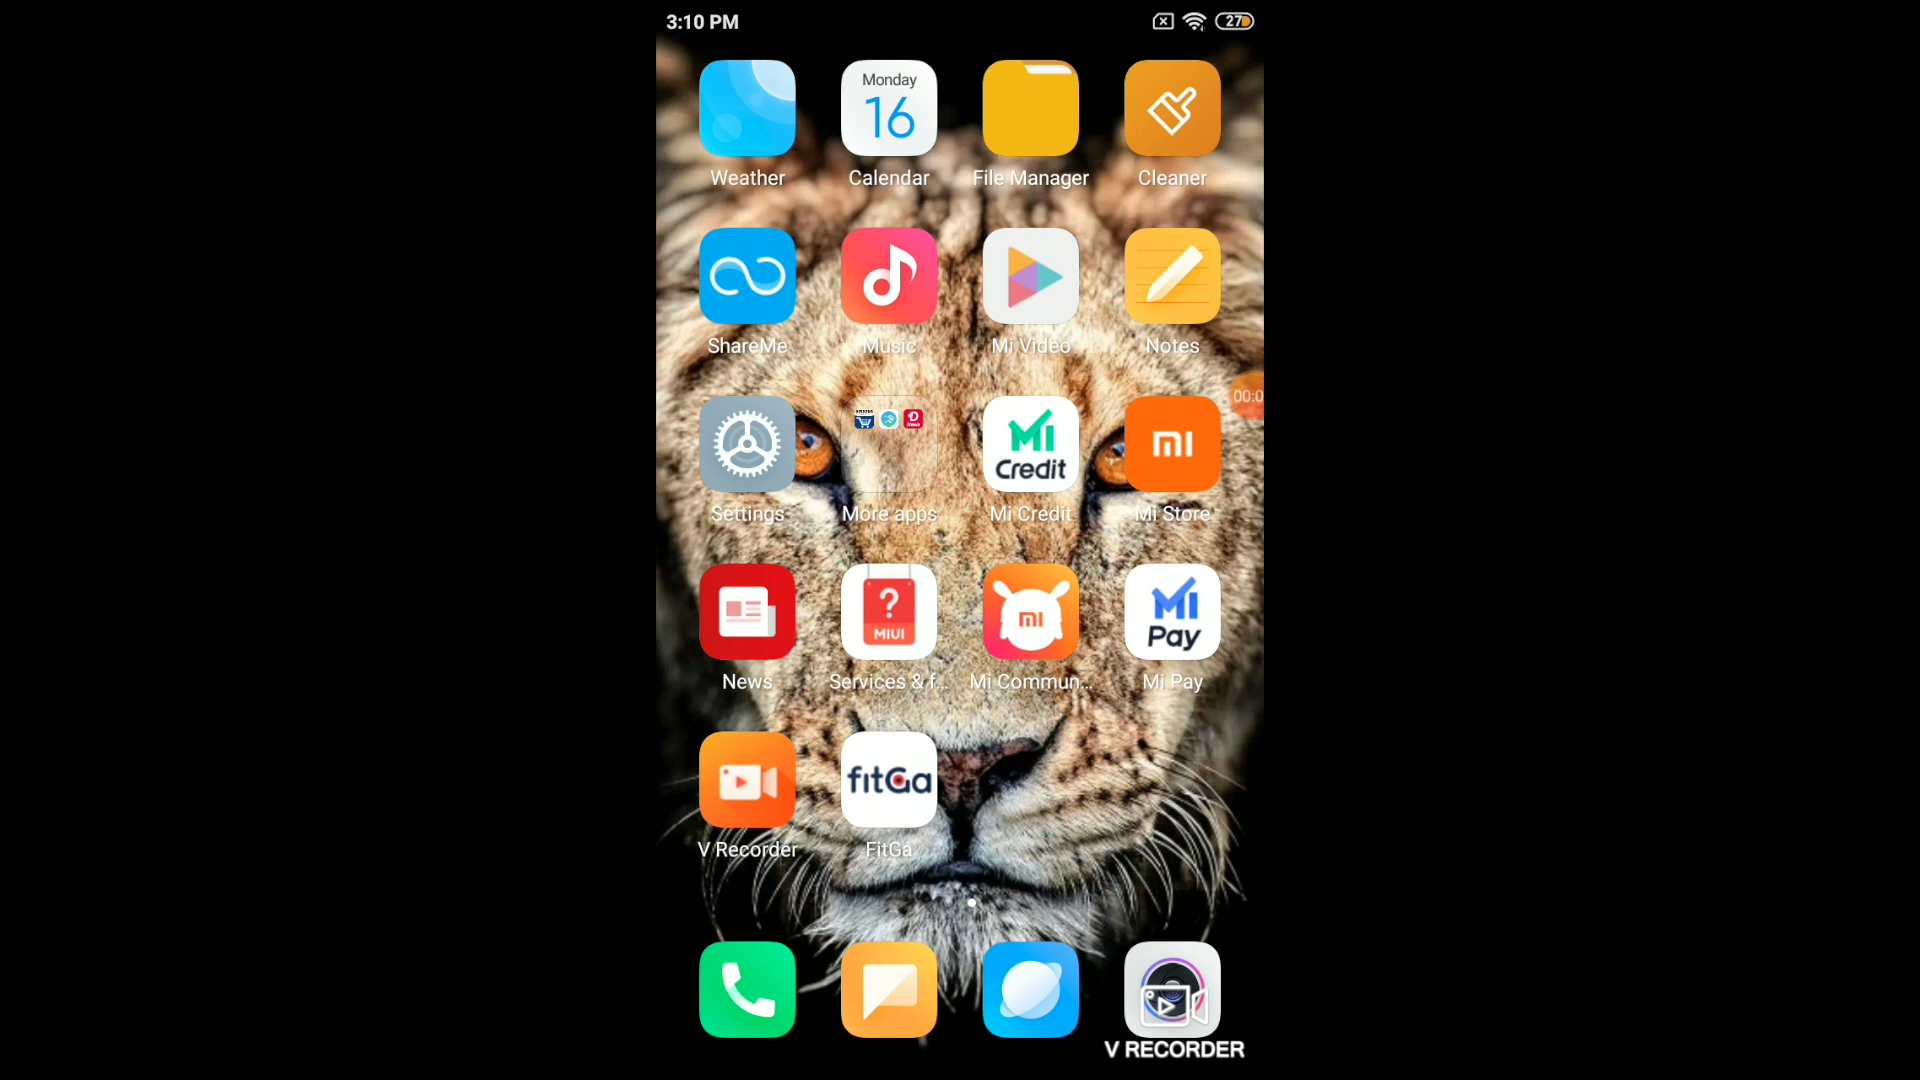 3:10 PM
27
Monday
16
Weather
Calendar
File Manager
Cleaner
ShareMe
Music
Mi Video
Notes
00:0
amazon
News
Mi
Credit
mi
Settings
More apps
Mi Credit
Mi Store
?
MIUI
mi
Mi
Pay
News
Services & f...
Mi Commun...
Mi Pay
fitGa
V Recorder
FitGa
V RECORDER